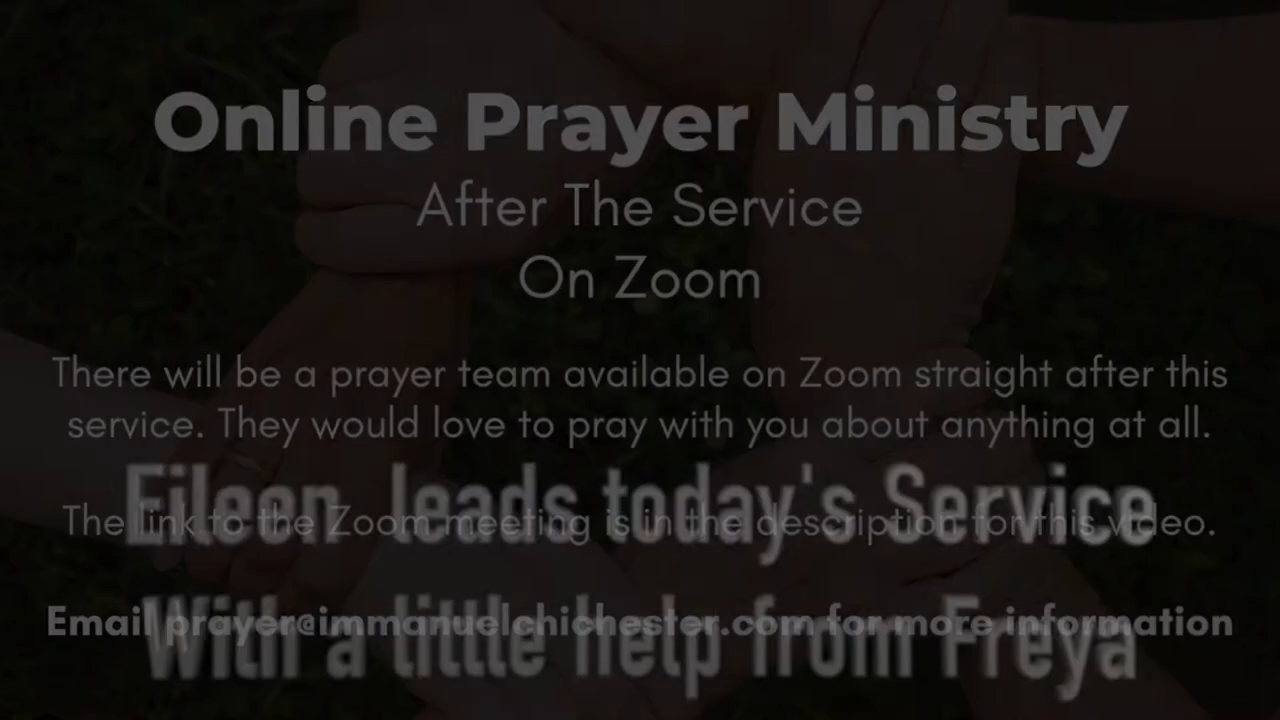 Online Prayer Ministry
After The Service
On Zoom
There will be a prayer team available on Zoom straight after this
service. They would love to pray with you about anything at all.
Eileen leads today's Service
The link to the Zoom meeting is in the description for this video.
Email prayer@immanuelchichester.com for more information
With a little help from Freya